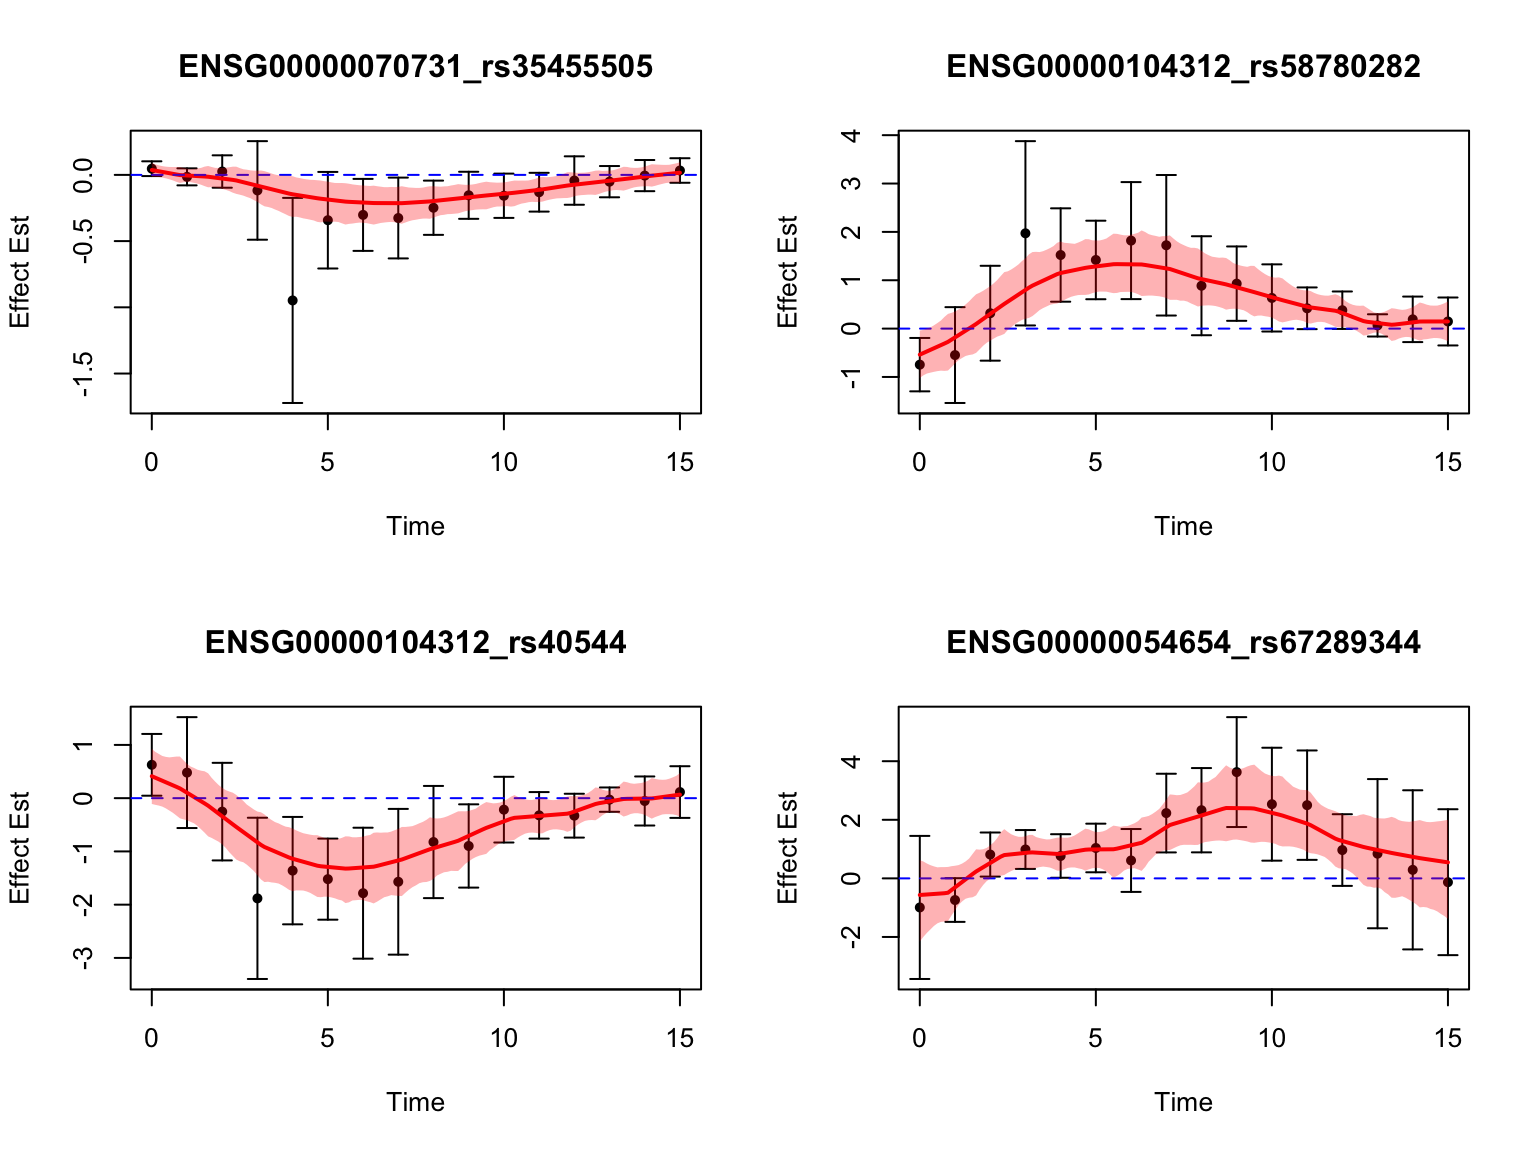 ENSG00000070731_rs35455505
Effect Est
0.0
-0.5
-1.5
0 5 10 15
Time
ENSG00000104312_rs58780282
Effect Est
4
3
2
1
0
-1
0 5 10 15
Time
ENSG00000104312_rs40544
Effect Est
1
0
-1
-2
-3
0 5 10 15
Time
ENSG00000054654_rs67289344
Effect Est
4
2
0
-2
0 5 10 15
Time